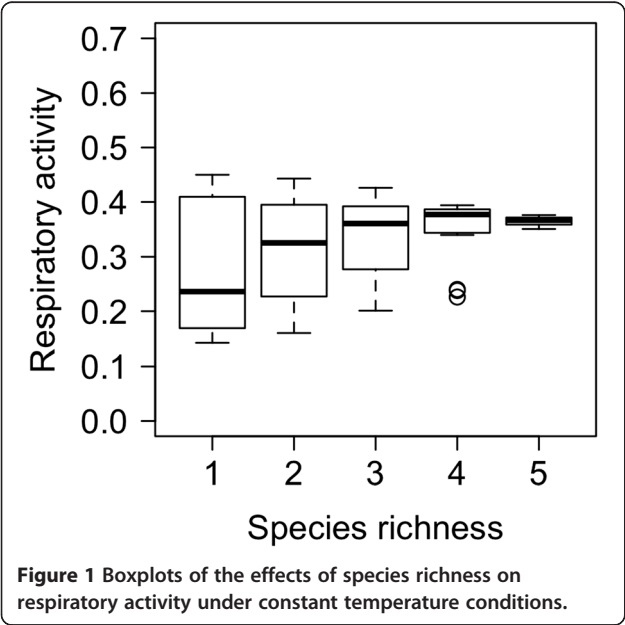 0.7
0.6
0.5
0.4
0.3
0.2
0.1
0.0
Respiratory activity
1 2 3 4 5
Species richness
Figure 1 Boxplots of the effects of species richness on
respiratory activity under constant temperature conditions.